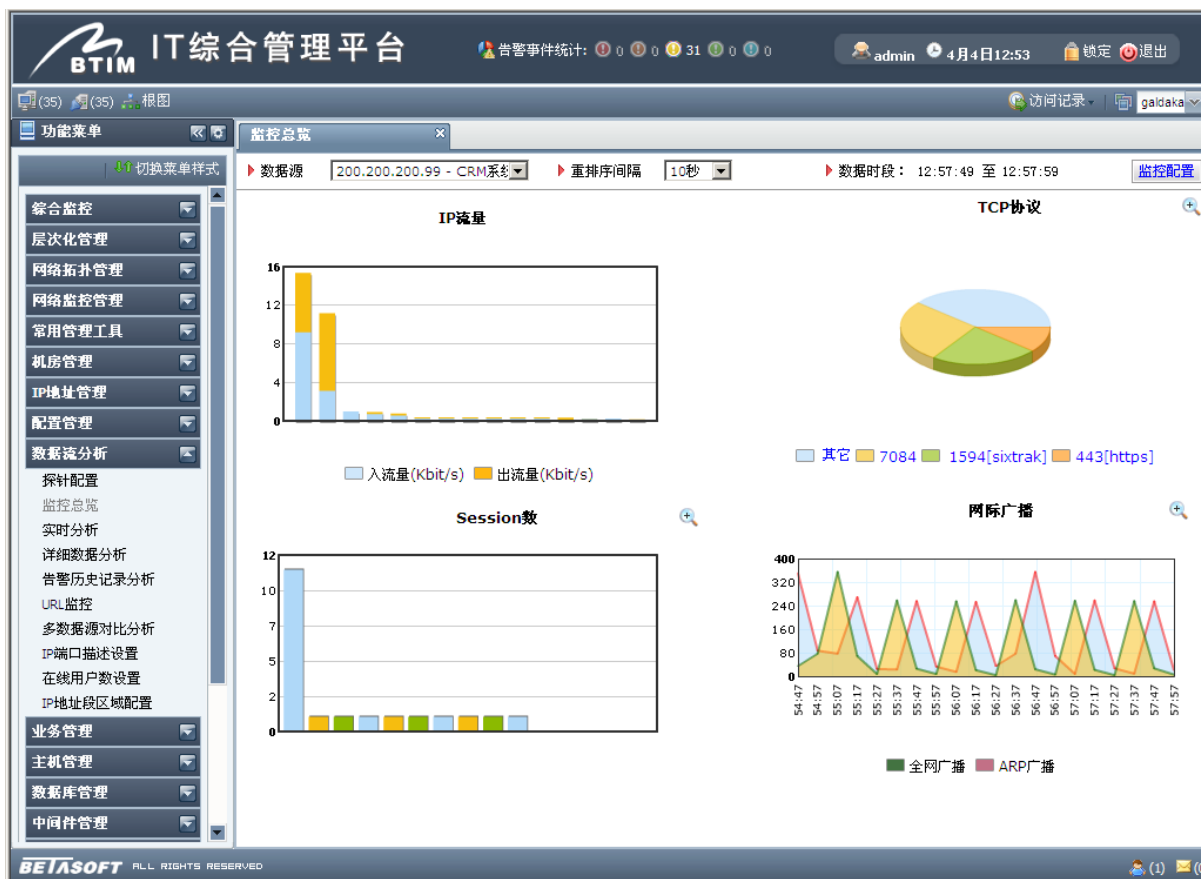 BTIM IT综合管理平台 告警事件统计: 0 0 31 0 0 admin 4月4日12:53 锁定 退出
(35) (35) 根图 访问记录 galdaka
功能菜单 监控总览
切换菜单样式
数据源 200.200.200.99 - CRM系统 重排序间隔 10秒 数据时段： 12:57:49 至 12:57:59 监控配置
综合监控
层次化管理
网络拓扑管理
网络监控管理
常用管理工具
机房管理
IP地址管理
配置管理
数据流分析
探针配置
监控总览
实时分析
详细数据分析
告警历史记录分析
URL监控
多数据源对比分析
IP端口描述设置
在线用户数设置
IP地址段区域配置
业务管理
主机管理
数据库管理
中间件管理
IP流量
16
12
8
4
0
入流量(Kbit/s) 出流量(Kbit/s)
TCP协议
其它 7084 1594[sixtrak] 443[https]
Session数
12
10
7
5
2
0
网际广播
400
320
240
160
80
0
54:47 54:57 55:07 55:17 55:27 55:37 55:47 55:57 56:07 56:17 56:27 56:37 56:47 56:57 57:07 57:17 57:27 57:37 57:47 57:57
全网广播 ARP广播
BETASOFT ALL RIGHTS RESERVED (1)